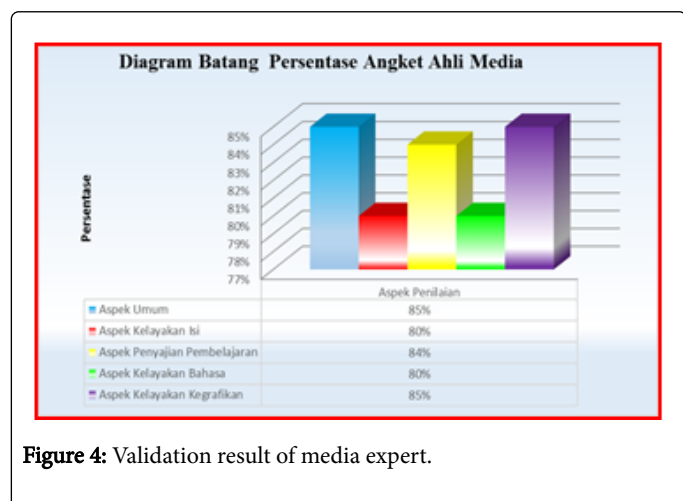 Diagram Batang Persentase Angket Ahli Media
Persentase
85%
84%
83%
82%
81%
80%
79%
78%
77%
Aspek Penilaian
Aspek Umum 85%
Aspek Kelayakan Isi 80%
Aspek Penyajian Pembelajaran 84%
Aspek Kelayakan Bahasa 80%
Aspek Kelayakan Kegrafikan 85%
Figure 4: Validation result of media expert.